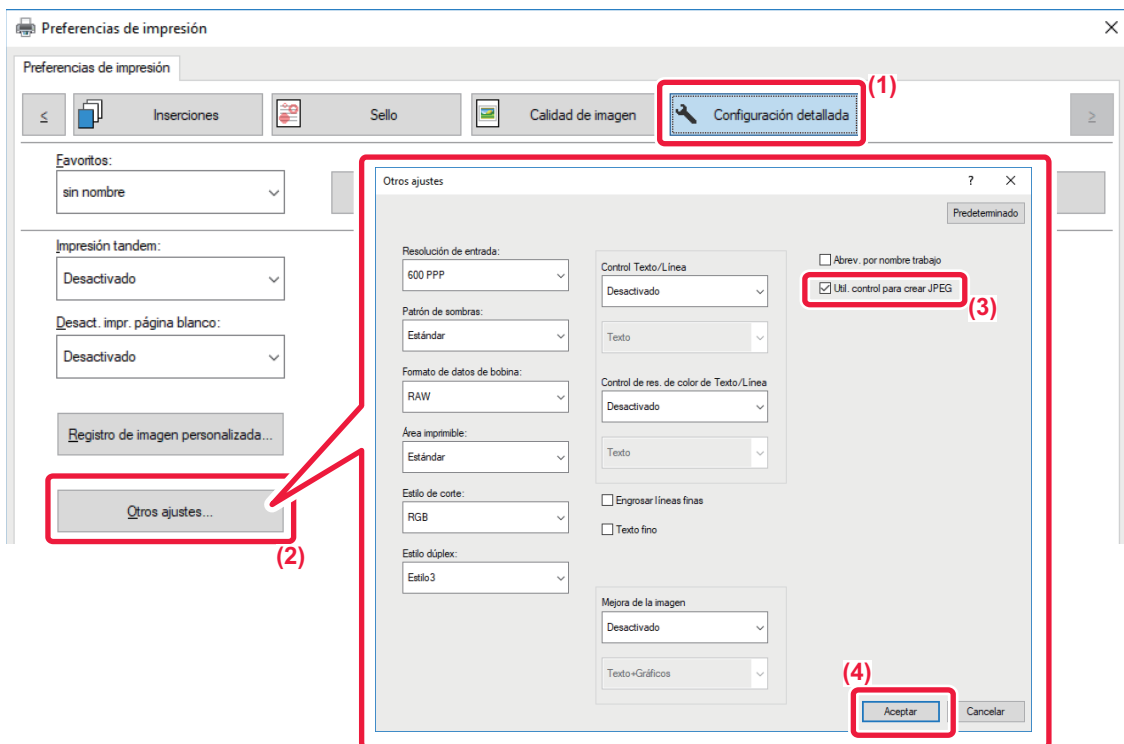 Preferencias de impresión
Preferencias de impresión
(1)
<
Inserciones
Sello
Calidad de imagen
Configuración detallada
>
Favoritos:
sin nombre
Impresión tandem:
Desactivado
Desact. impr. página blanco:
Desactivado
Registro de imagen personalizada...
Otros ajustes...
(2)
Otros ajustes
?
Predeterminado
Resolución de entrada:
600 PPP
Patrón de sombras:
Estándar
Formato de datos de bobina:
RAW
Área imprimible:
Estándar
Estilo de corte:
RGB
Estilo dúplex:
Estilo3
Control Texto/Línea
Desactivado
Texto
Control de res. de color de Texto/Línea
Desactivado
Texto
Engrosar líneas finas
Texto fino
Mejora de la imagen
Desactivado
Texto+Gráficos
Abrev. por nombre trabajo
Util. control para crear JPEG
(3)
(4)
Aceptar
Cancelar